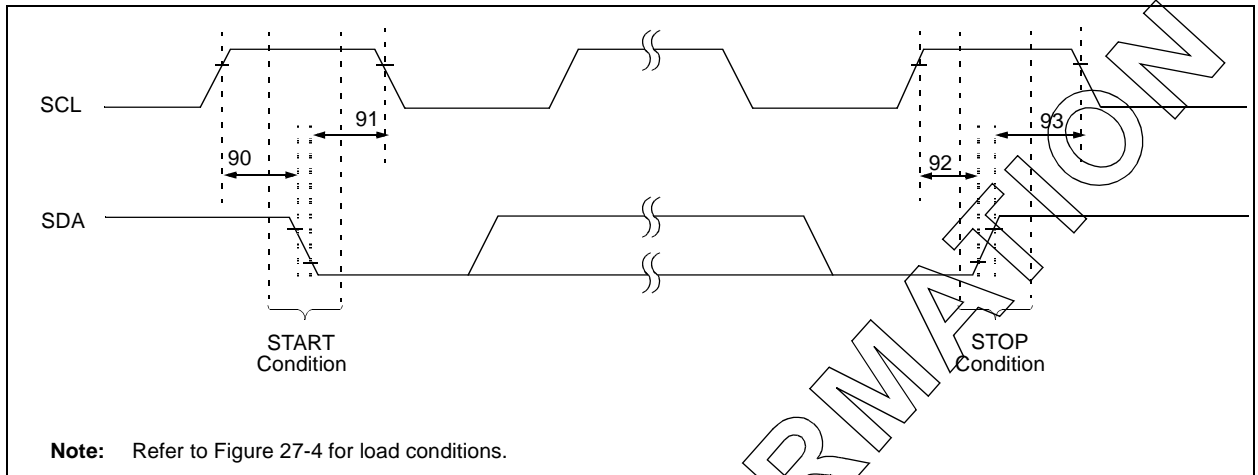 SCL
91
93
90
92
SDA
START
Condition
STOP
Condition
Note: Refer to Figure 27-4 for load conditions.
RMATION